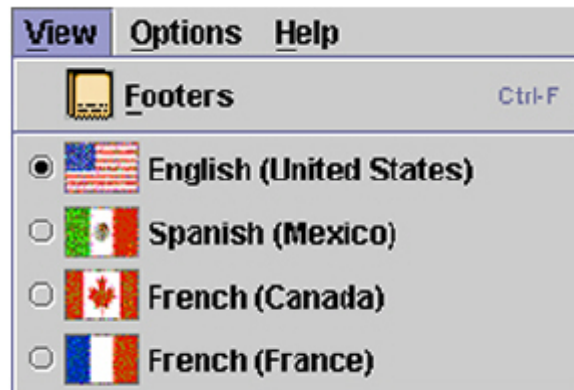 View Options Help
Footers Ctrl-F
English (United States)
Spanish (Mexico)
French (Canada)
French (France)